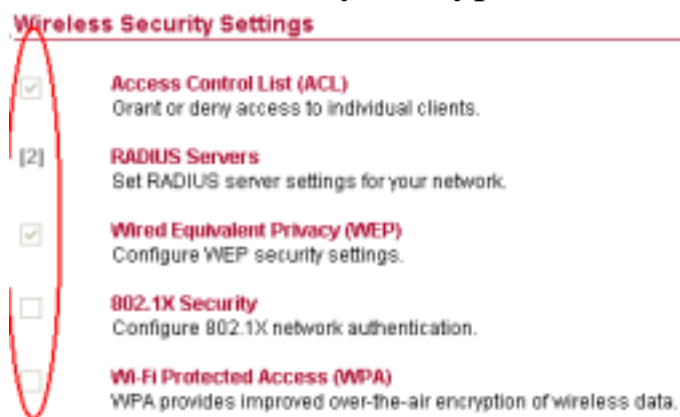 Wireless Security Settings
Access Control List (ACL)
Grant or deny access to individual clients.
[2] RADIUS Servers
Set RADIUS server settings for your network.
Wired Equivalent Privacy (WEP)
Configure WEP security settings.
802.1X Security
Configure 802.1X network authentication.
Wi-Fi Protected Access (WPA)
WPA provides improved over-the-air encryption of wireless data.